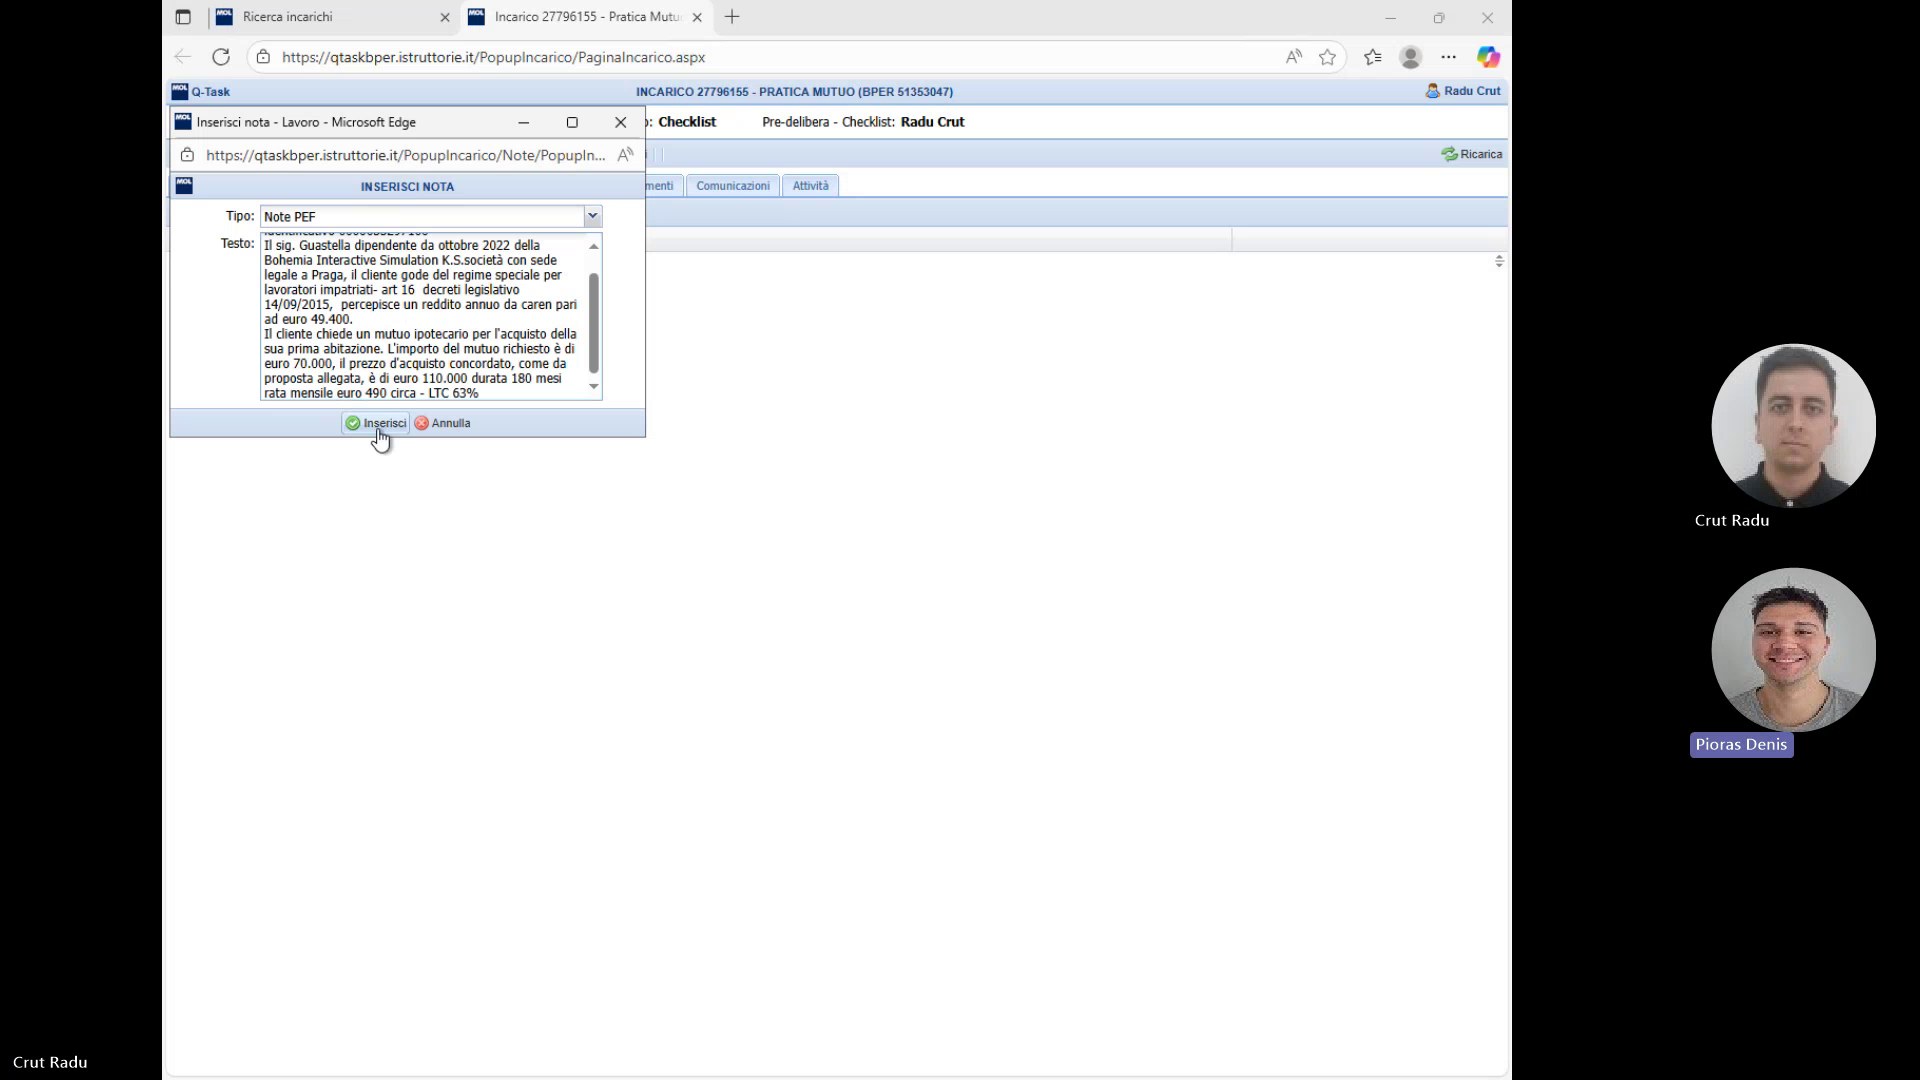 Ricerca incarichi
Incarico 27796155 - Pratica Mutu
https://qtaskbper.istruttorie.it/PopupIncarico/PaginaIncarico.aspx
MOL Q-Task
INCARICO 27796155 - PRATICA MUTUO (BPER 51353047)
Radu Crut
Inserisci nota - Lavoro - Microsoft Edge
Checklist
Pre-delibera - Checklist: Radu Crut
https://qtaskbper.istruttorie.it/PopupIncarico/Note/PopupIn...
Ricarica
MOL
INSERISCI NOTA
menti
Comunicazioni
Attività
Tipo: Note PEF
Testo:
Il sig. Guastella dipendente da ottobre 2022 della
Bohemia Interactive Simulation K.S.società con sede
legale a Praga, il cliente gode del regime speciale per
lavoratori impatriati- art 16 decreti legislativo
14/09/2015, percepisce un reddito annuo da caren pari
ad euro 49.400.
Il cliente chiede un mutuo ipotecario per l'acquisto della
sua prima abitazione. L'importo del mutuo richiesto è di
euro 70.000, il prezzo d'acquisto concordato, come da
proposta allegata, è di euro 110.000 durata 180 mesi
rata mensile euro 490 circa - LTC 63%
Inserisci
Annulla
Crut Radu
Pioras Denis
Crut Radu